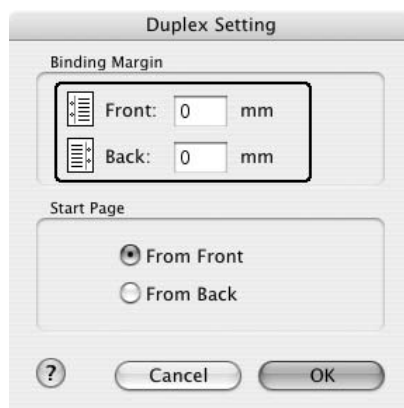 Duplex Setting
Binding Margin
Front: 0 mm
Back: 0 mm
Start Page
From Front
From Back
? Cancel OK